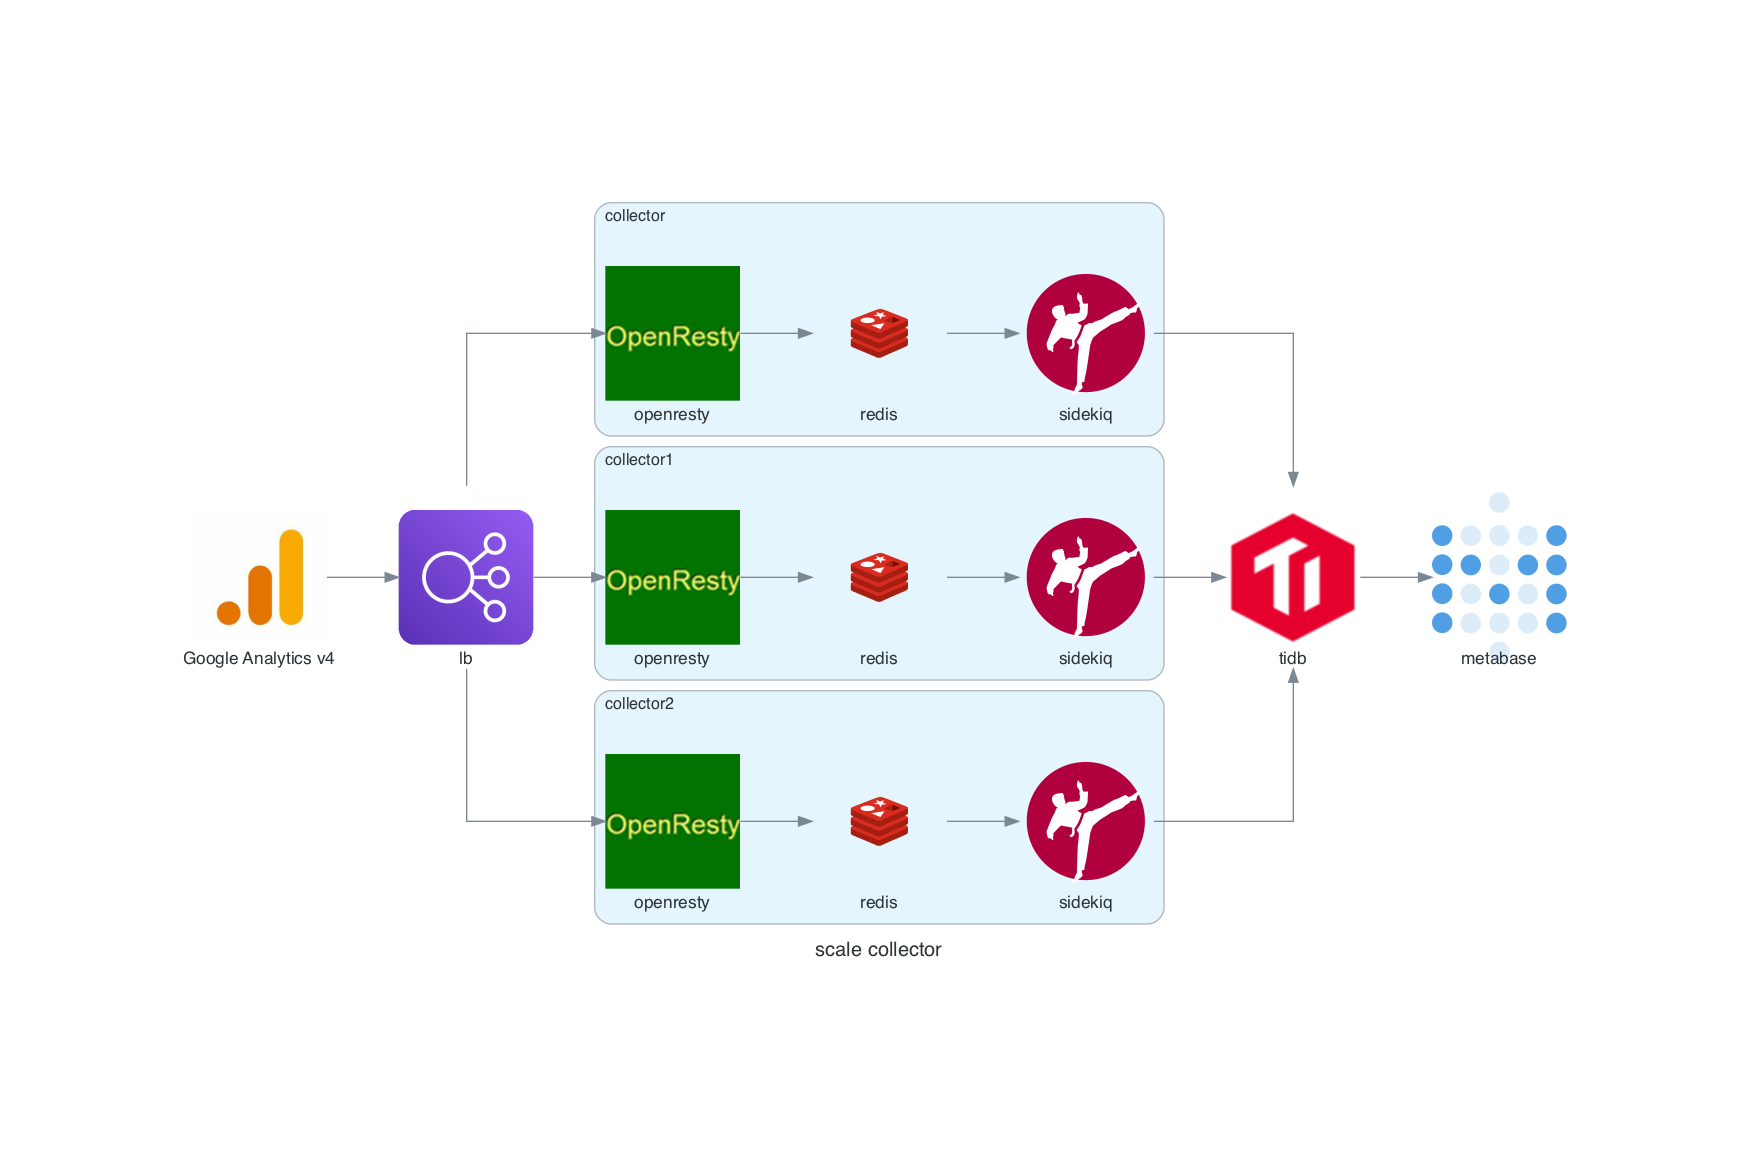 collector
OpenResty
openresty
redis
sidekiq
Google Analytics v4
lb
collector1
OpenResty
openresty
redis
sidekiq
tidb
metabase
collector2
OpenResty
openresty
redis
sidekiq
scale collector